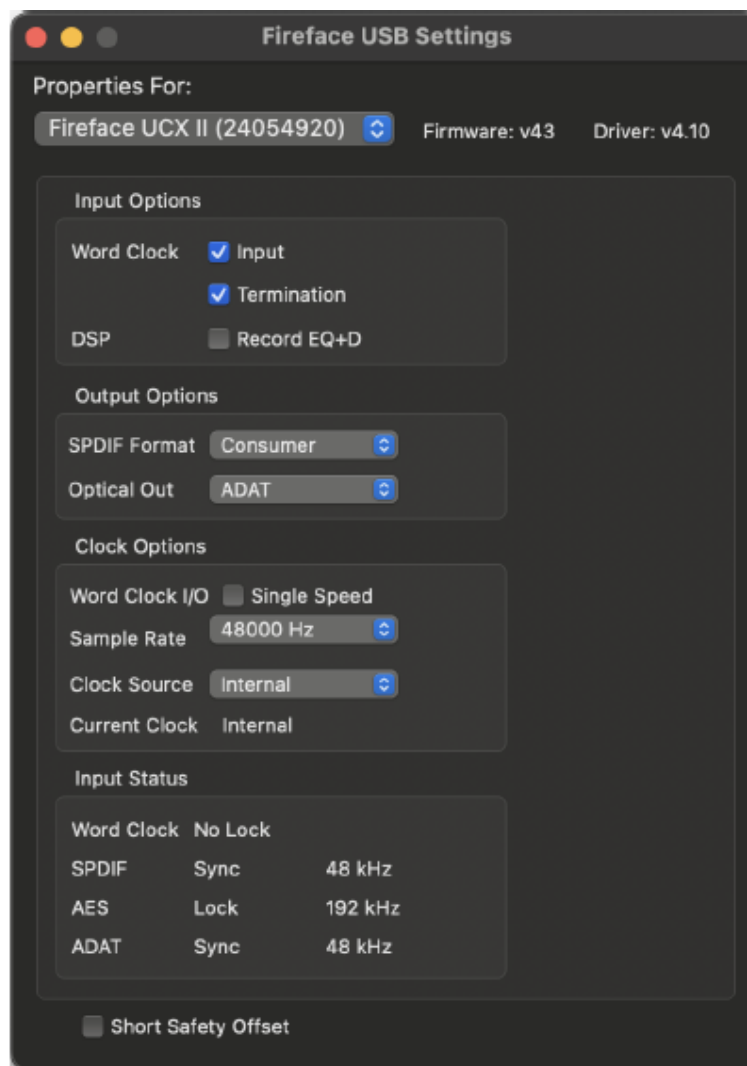 Fireface USB Settings
Properties For:
Fireface UCX II (24054920) Firmware: v43 Driver: v4.10
Input Options
Word Clock Input
Termination
DSP Record EQ+D
Output Options
SPDIF Format Consumer
Optical Out ADAT
Clock Options
Word Clock I/O Single Speed
Sample Rate 48000 Hz
Clock Source Internal
Current Clock Internal
Input Status
Word Clock No Lock
SPDIF Sync 48 kHz
AES Lock 192 kHz
ADAT Sync 48 kHz
Short Safety Offset